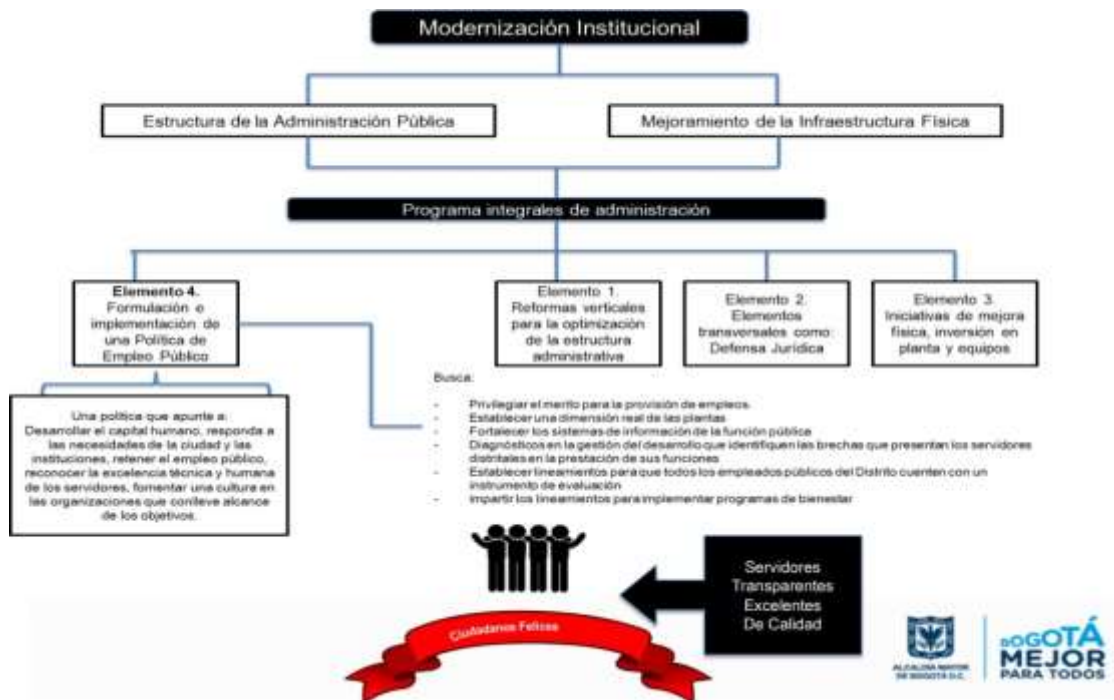 Modernización Institucional
Estructura de la Administración Pública
Mejoramiento de la Infraestructura Física
Programa integrales de administración
Elemento 4.
Formulación e
implementación de
una Política de
Empleo Público
Elemento 1.
Reformas verticales
para la optimización
de la estructura
administrativa
Elemento 2.
Elementos
transversales como:
Defensa Jurídica
Elemento 3.
Iniciativas de mejora
física, inversión en
planta y equipos
Una política que apunte a:
Desarrollar el capital humano, responda a
las necesidades de la ciudad y las
instituciones, retener el empleo público,
reconocer la excelencia técnica y humana
de los servidores, fomentar una cultura en
las organizaciones que conlleve alcance
de los objetivos.
Busca:
- Privilegiar el merito para la provisión de empleos.
- Establecer una dimensión real de las plantas
- Fortalecer los sistemas de información de la función pública
- Diagnósticos en la gestión del desarrollo que identifiquen las brechas que presentan los servidores
distritales en la prestación de sus funciones
- Establecer lineamientos para que todos los empleados públicos del Distrito cuenten con un
instrumento de evaluación
- Impartir los lineamientos para implementar programas de bienestar
Servidores
Transparentes
Excelentes
De Calidad
Ciudadanos Felices
ALCALDÍA MAYOR
DE BOGOTÁ D.C.
BOGOTÁ
MEJOR
PARA TODOS